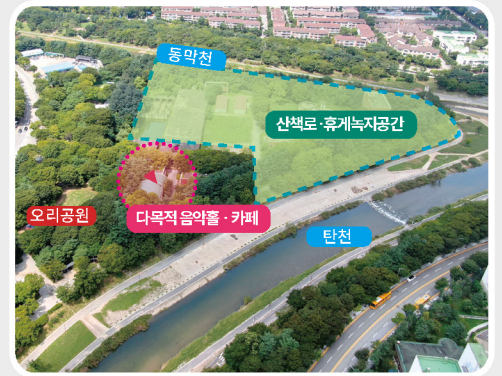 동막천
산책로·휴게녹지공간
오리공원
다목적 음악홀 · 카페
탄천